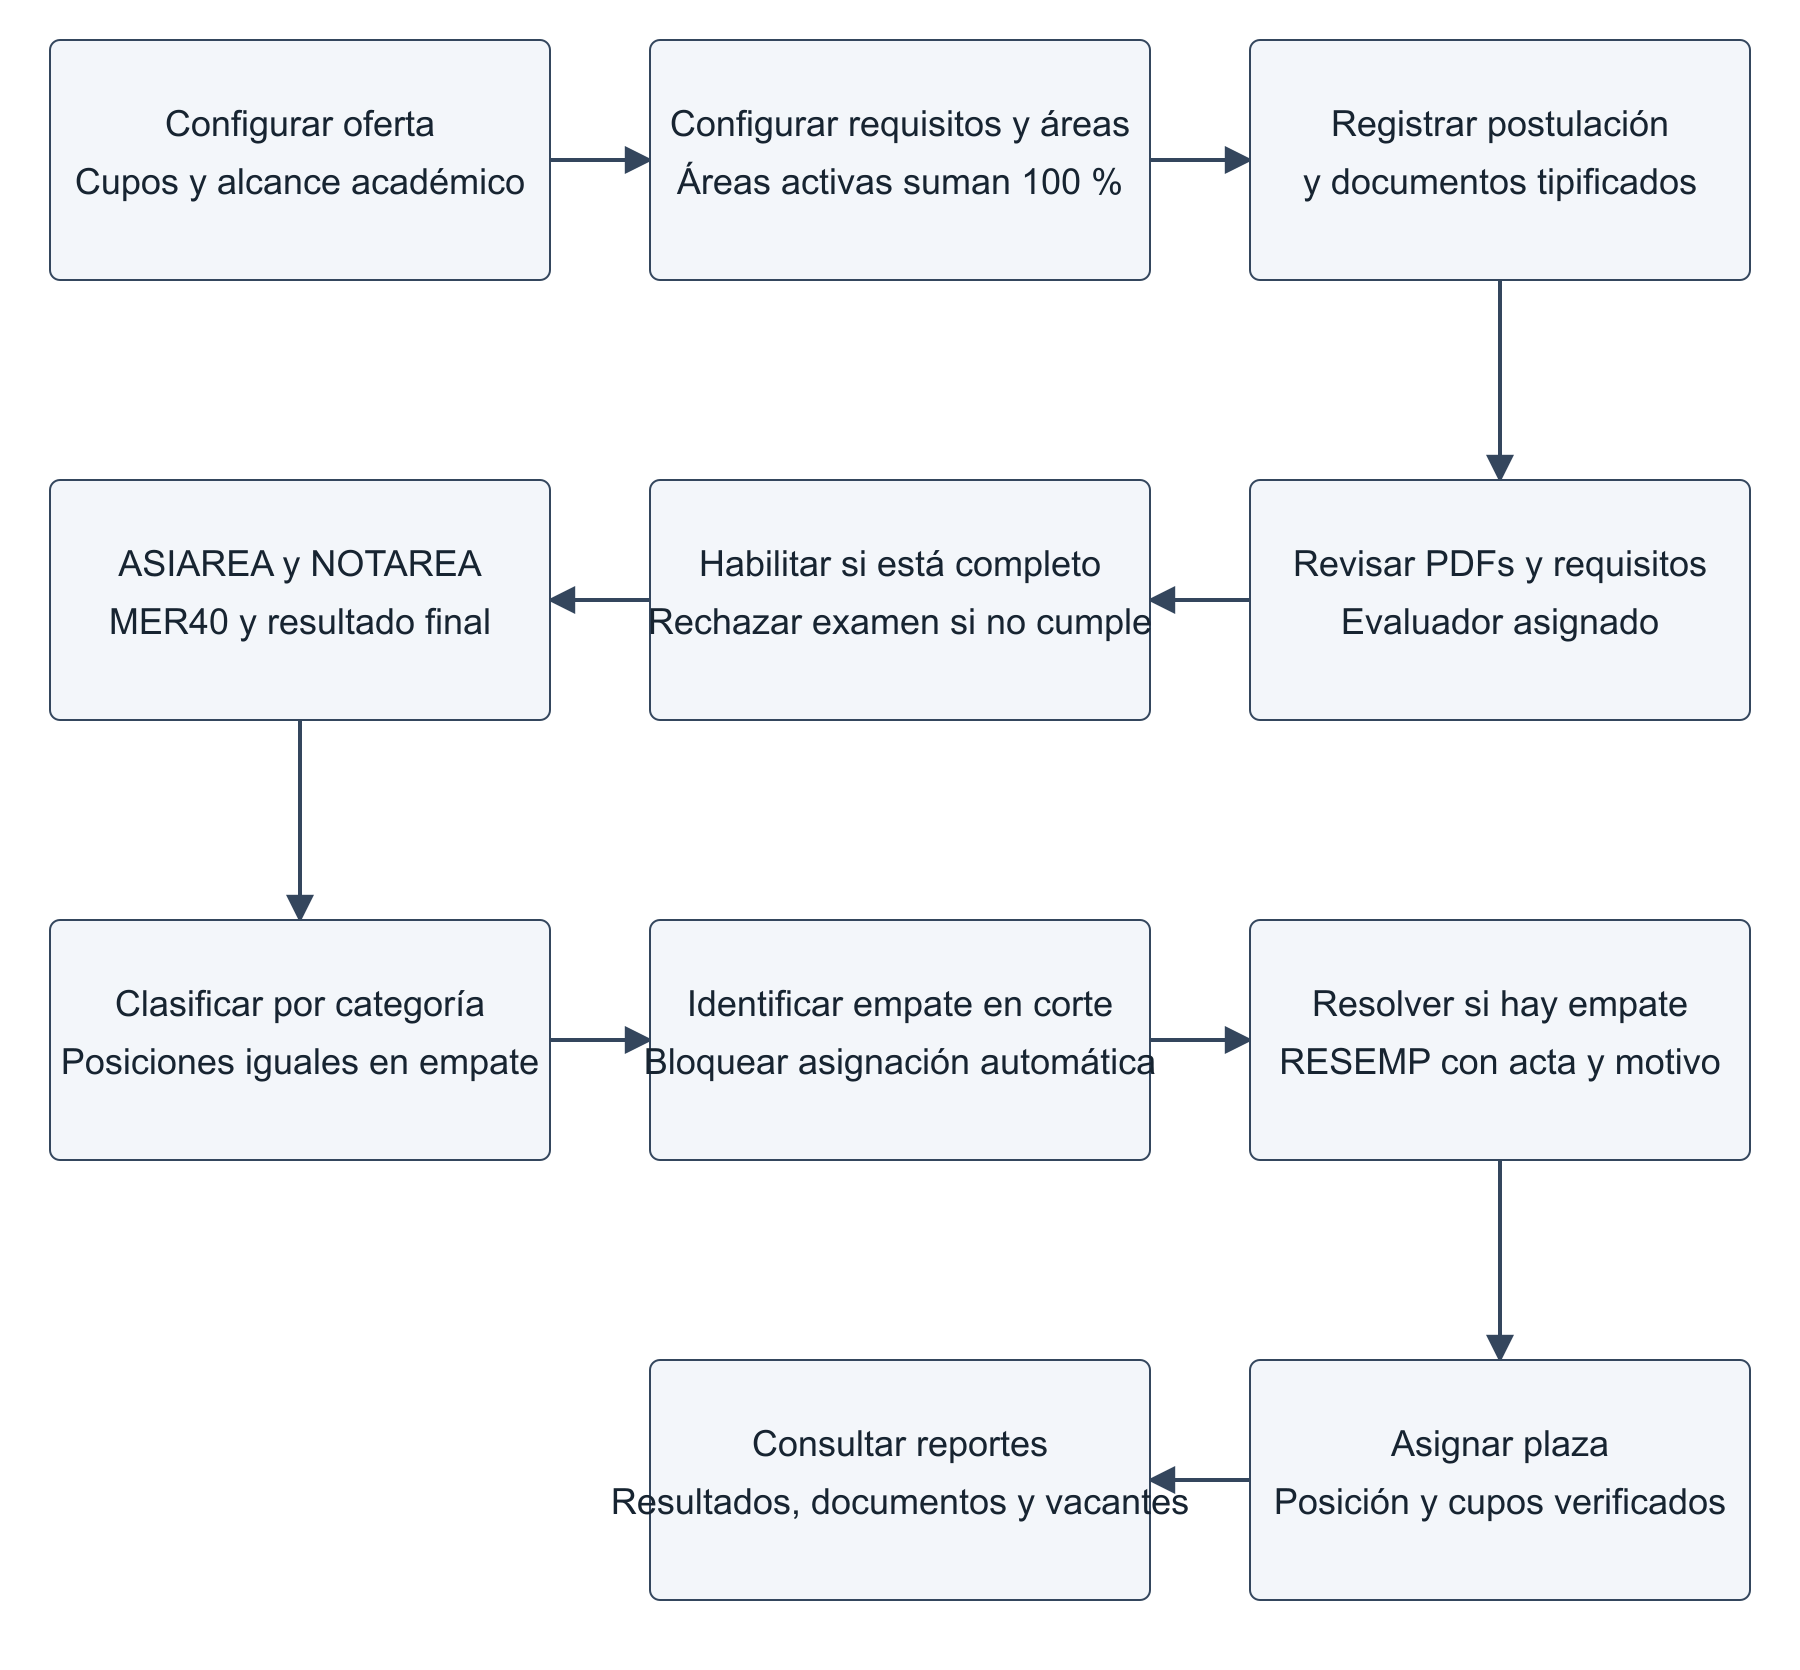 Configurar oferta
Cupos y alcance académico
Configurar requisitos y áreas
Áreas activas suman 100 %
Registrar postulación
y documentos tipificados
Revisar PDFs y requisitos
Evaluador asignado
Habilitar si está completo
Rechazar examen si no cumple
ASIAREA y NOTAREA
MER40 y resultado final
Clasificar por categoría
Posiciones iguales en empate
Identificar empate en corte
Bloquear asignación automática
Resolver si hay empate
RESEMP con acta y motivo
Asignar plaza
Posición y cupos verificados
Consultar reportes
Resultados, documentos y vacantes